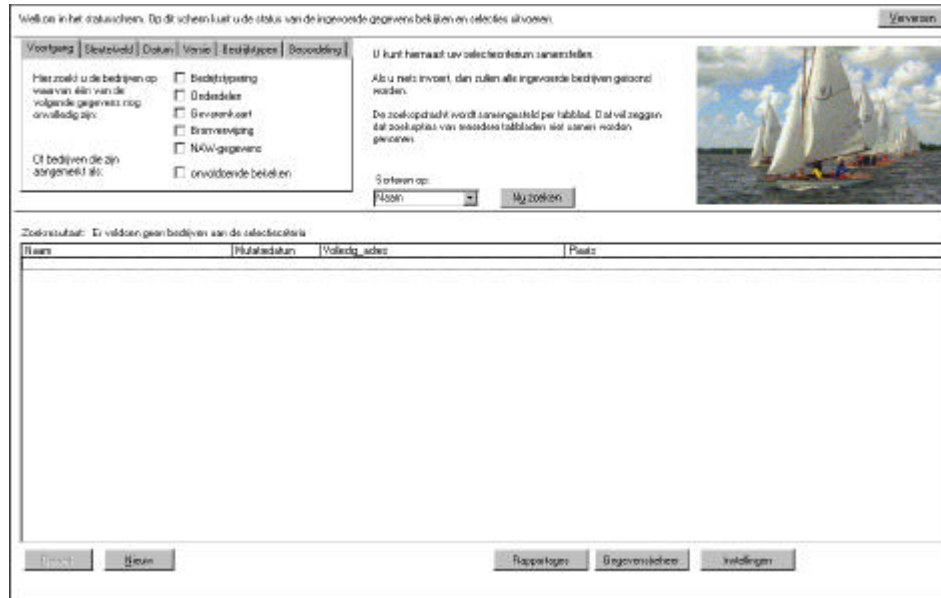 Welkom in het statusscherm. Op dit scherm kunt u de status van de ingevoerde gegevens bekijken en selecties uitvoeren.
Verversen
Voortgang Sleutelveld Datum Versie Bedrijfstypen Beoordeling
Hier zoekt u de bedrijven op
waarvan één van de
volgende gegevens nog
onvolledig zijn:
Bedrijfstypering
Onderdelen
Gevarenkaart
Bronverwijzing
NAW-gegevens
Of bedrijven die zijn
aangemerkt als:
onvoldoende bekeken
U kunt hiernaast uw selectiecriterium samenstellen.
Als u niets invoert, dan zullen alle ingevoerde bedrijven getoond
worden.
De zoekopdracht wordt samengesteld per tabblad. Dat wil zeggen
dat zoekopties van meerdere tabbladen niet samen worden
genomen.
Sorteren op:
Naam
Nu zoeken
Zoekresultaat: Er voldoen geen bedrijven aan de selectiecriteria
Naam Mutatiedatum Volledig_adres Plaats
Nieuw Rapportages Gegevensbeheer Instellingen